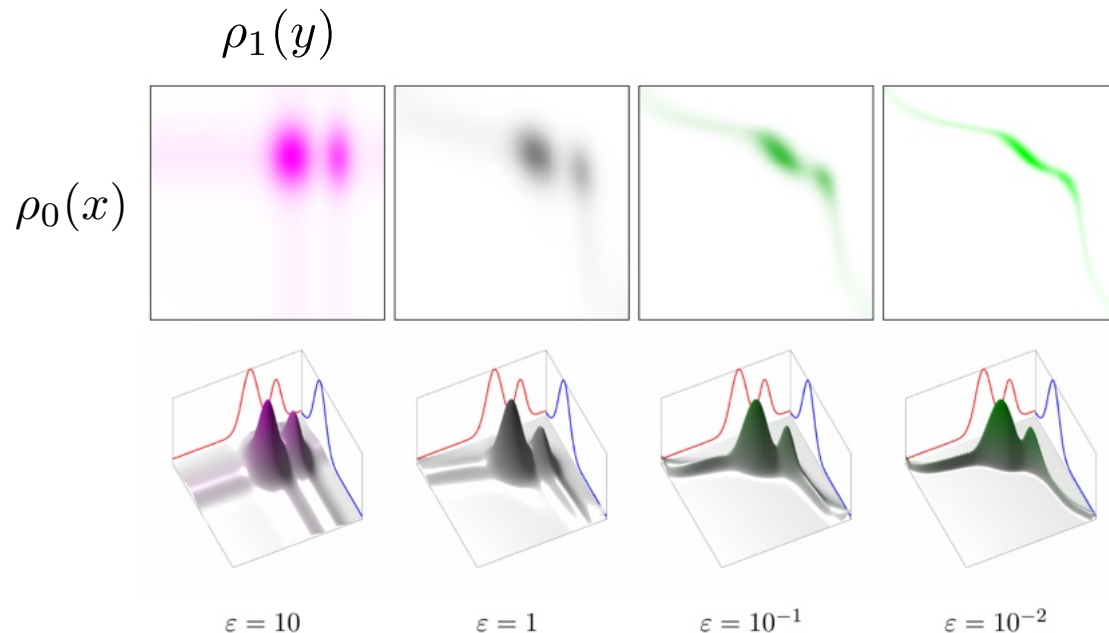 ρ₁(y)
ρ₀(x)
ε = 10
ε = 1
ε = 10⁻¹
ε = 10⁻²